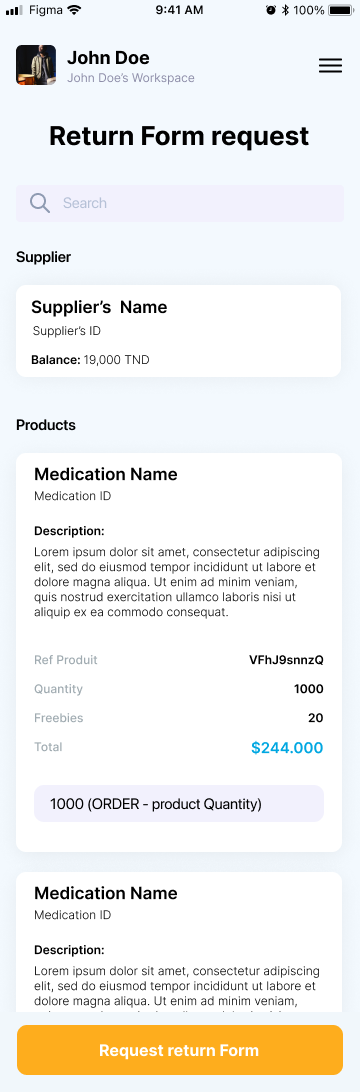 Figma 9:41 AM 100%
John Doe
John Doe's Workspace
Return Form request
Search
Supplier
Supplier's Name
Supplier's ID
Balance: 19,000 TND
Products
Medication Name
Medication ID
Description:
Lorem ipsum dolor sit amet, consectetur adipiscing
elit, sed do eiusmod tempor incididunt ut labore et
dolore magna aliqua. Ut enim ad minim veniam,
quis nostrud exercitation ullamco laboris nisi ut
aliquip ex ea commodo consequat.
Ref Produit VFhJ9snnzQ
Quantity 1000
Freebies 20
Total $244.000
1000 (ORDER - product Quantity)
Medication Name
Medication ID
Description:
Lorem ipsum dolor sit amet, consectetur adipiscing
elit, sed do eiusmod tempor incididunt ut labore et
dolore magna aliqua. Ut enim ad minim veniam,
Request return Form